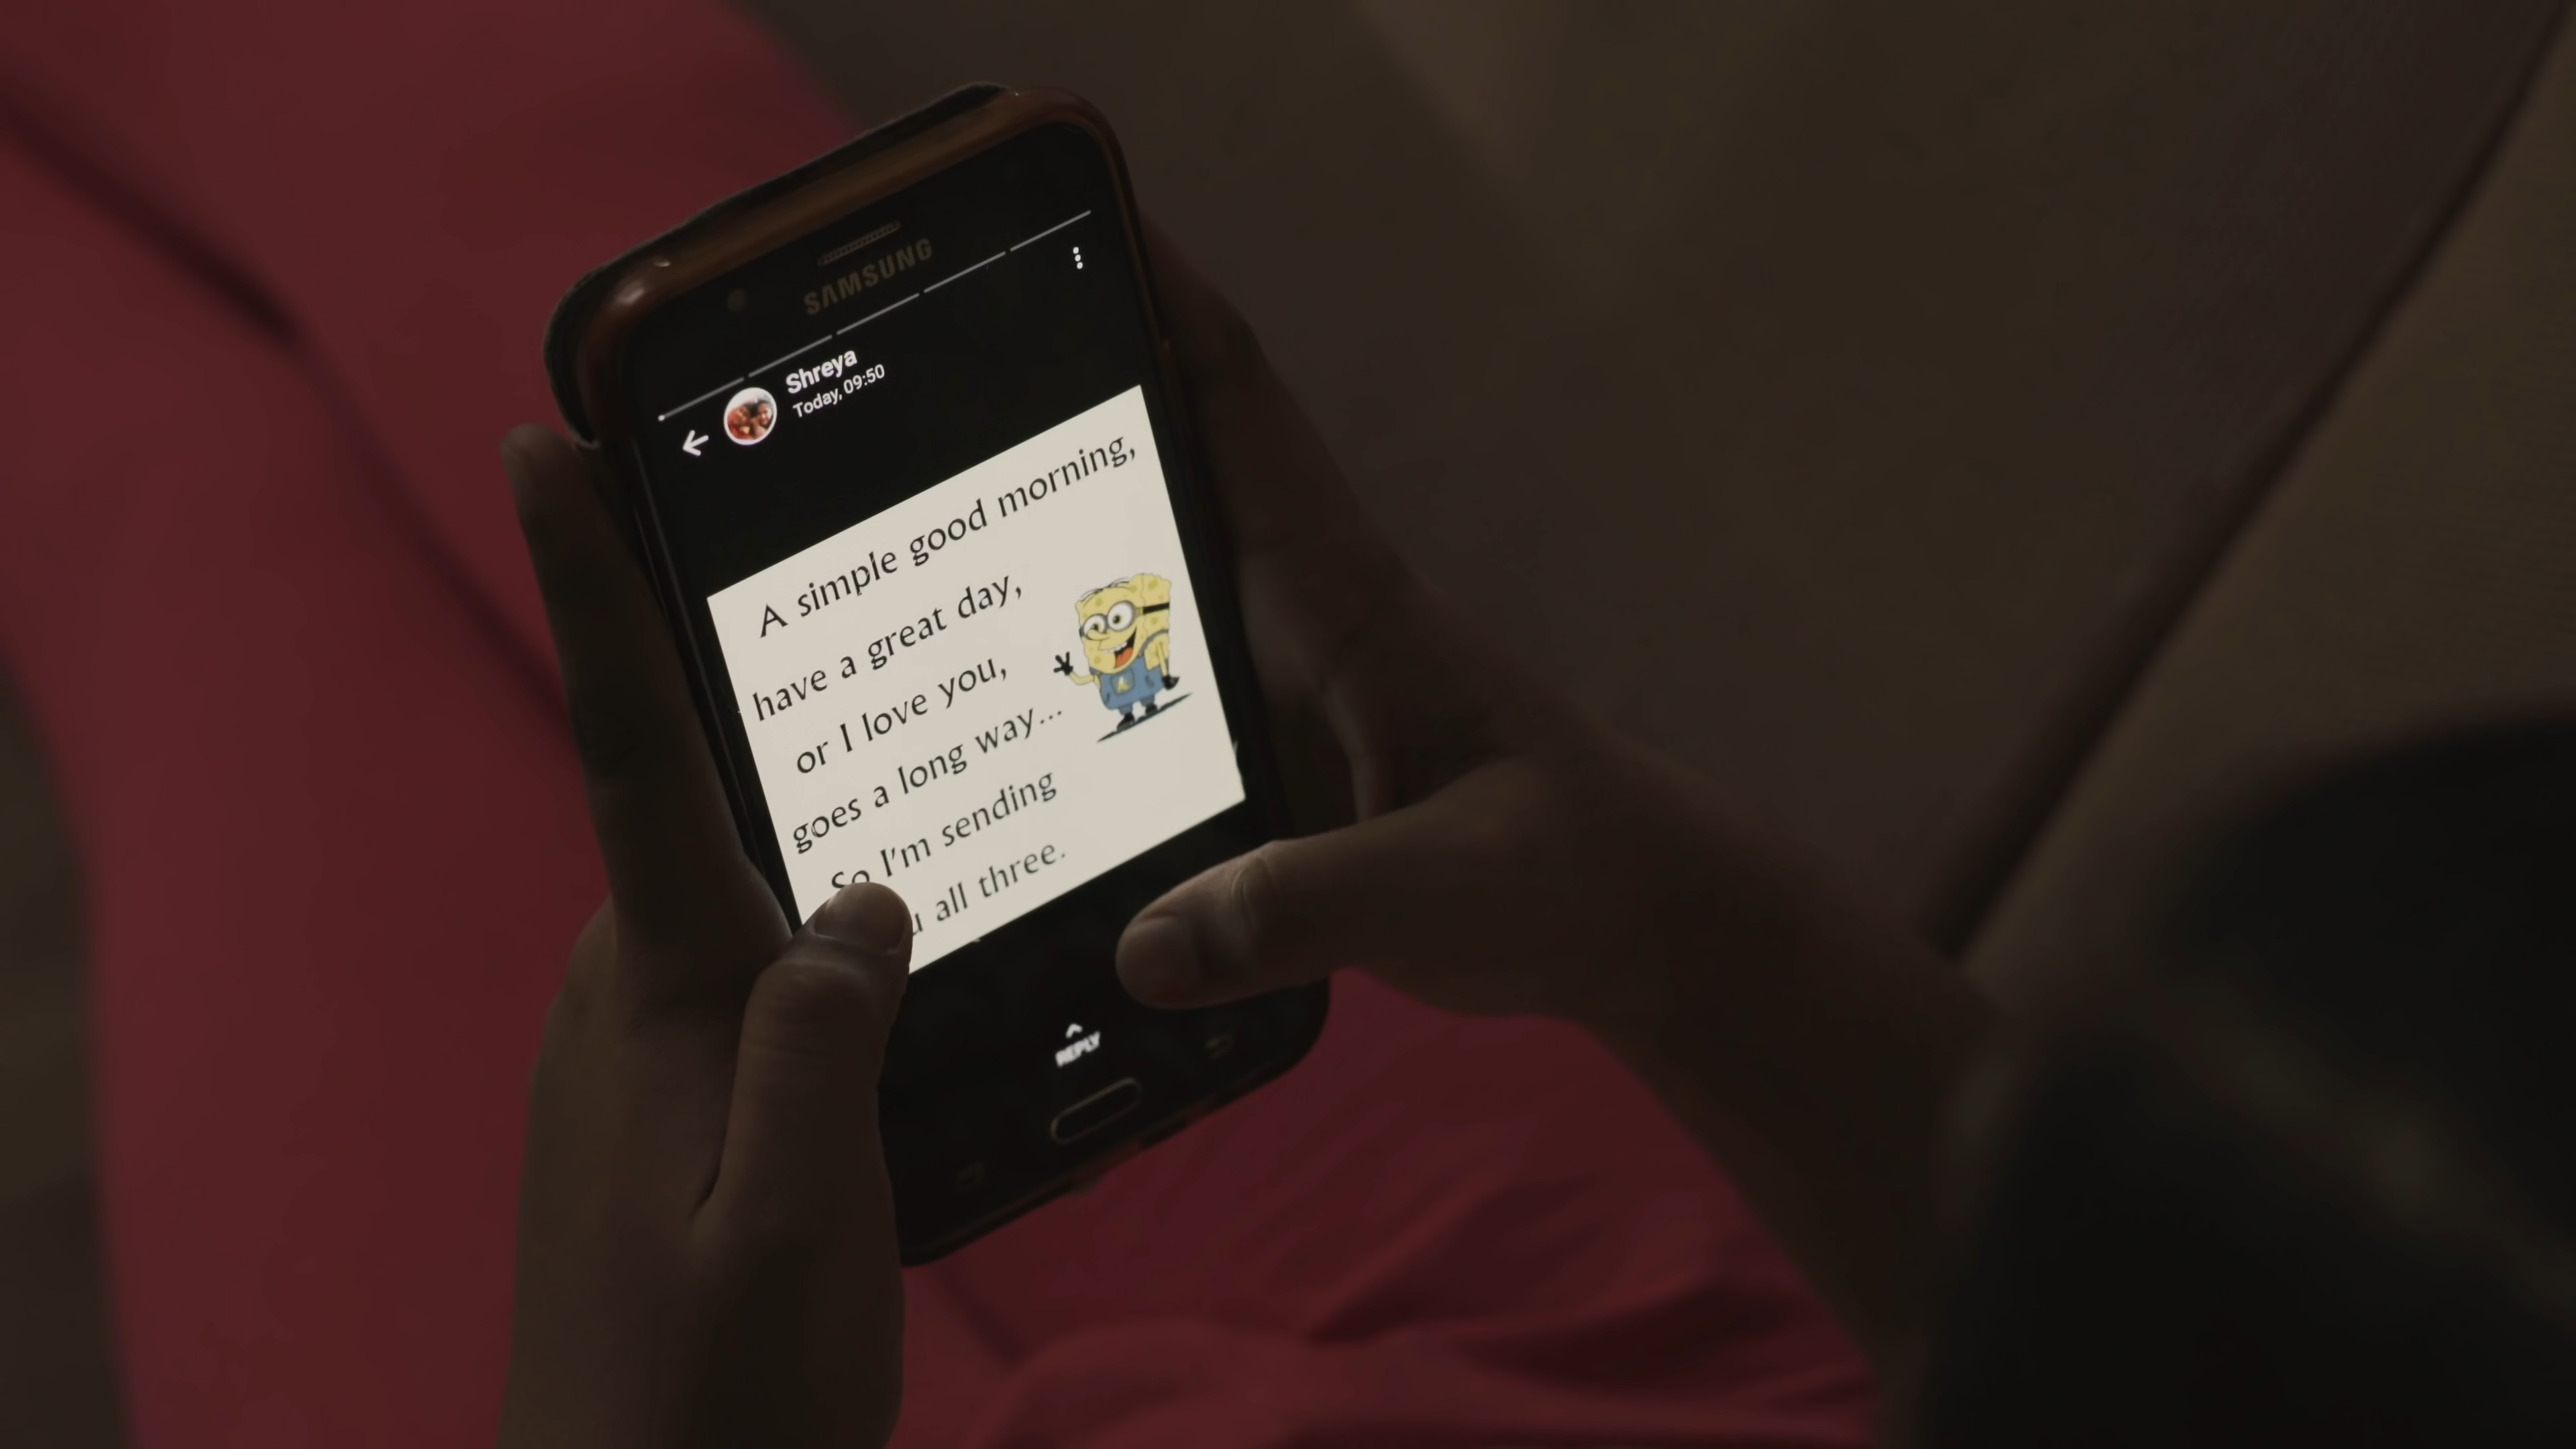 SAMSUNG
Shreya
Today, 09:50
A simple good morning,
have a great day,
or I love you,
goes a long way...
So I'm sending
all three.
REPLY